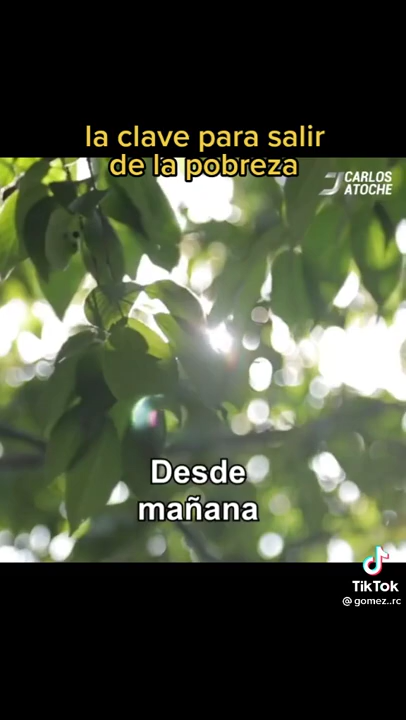 la clave para salir
de la pobreza
CARLOS
ATOCHE
Desde
mañana
TikTok
@ gomez..rc